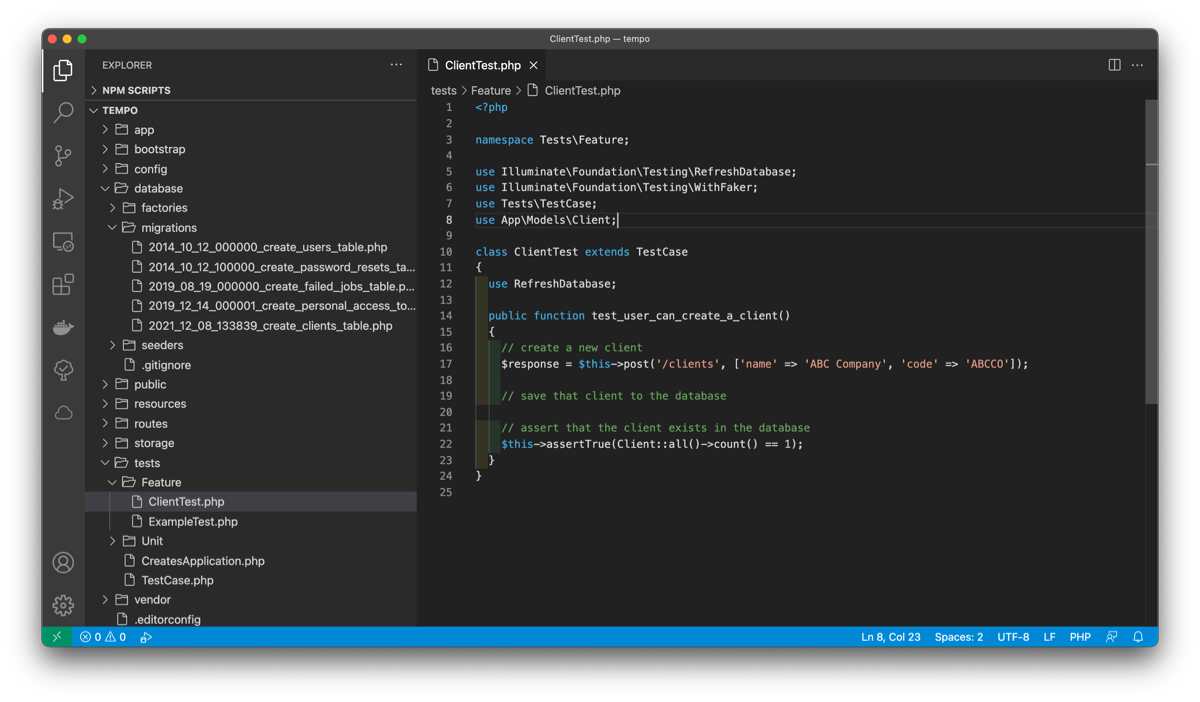 ClientTest.php — tempo
EXPLORER
NPM SCRIPTS
TEMPO
app
bootstrap
config
database
factories
migrations
2014_10_12_000000_create_users_table.php
2014_10_12_100000_create_password_resets_ta...
2019_08_19_000000_create_failed_jobs_table.p...
2019_12_14_000001_create_personal_access_to...
2021_12_08_133839_create_clients_table.php
seeders
.gitignore
public
resources
routes
storage
tests
Feature
ClientTest.php
ExampleTest.php
Unit
CreatesApplication.php
TestCase.php
vendor
.editorconfig
ClientTest.php
tests > Feature > ClientTest.php
1 <?php
2
3 namespace Tests\Feature;
4
5 use Illuminate\Foundation\Testing\RefreshDatabase;
6 use Illuminate\Foundation\Testing\WithFaker;
7 use Tests\TestCase;
8 use App\Models\Client;
9
10 class ClientTest extends TestCase
11 {
12 use RefreshDatabase;
13
14 public function test_user_can_create_a_client()
15 {
16 // create a new client
17 $response = $this->post('/clients', ['name' => 'ABC Company', 'code' => 'ABCCO']);
18
19 // save that client to the database
20
21 // assert that the client exists in the database
22 $this->assertTrue(Client::all()->count() == 1);
23 }
24 }
25
0 0
Ln 8, Col 23 Spaces: 2 UTF-8 LF PHP